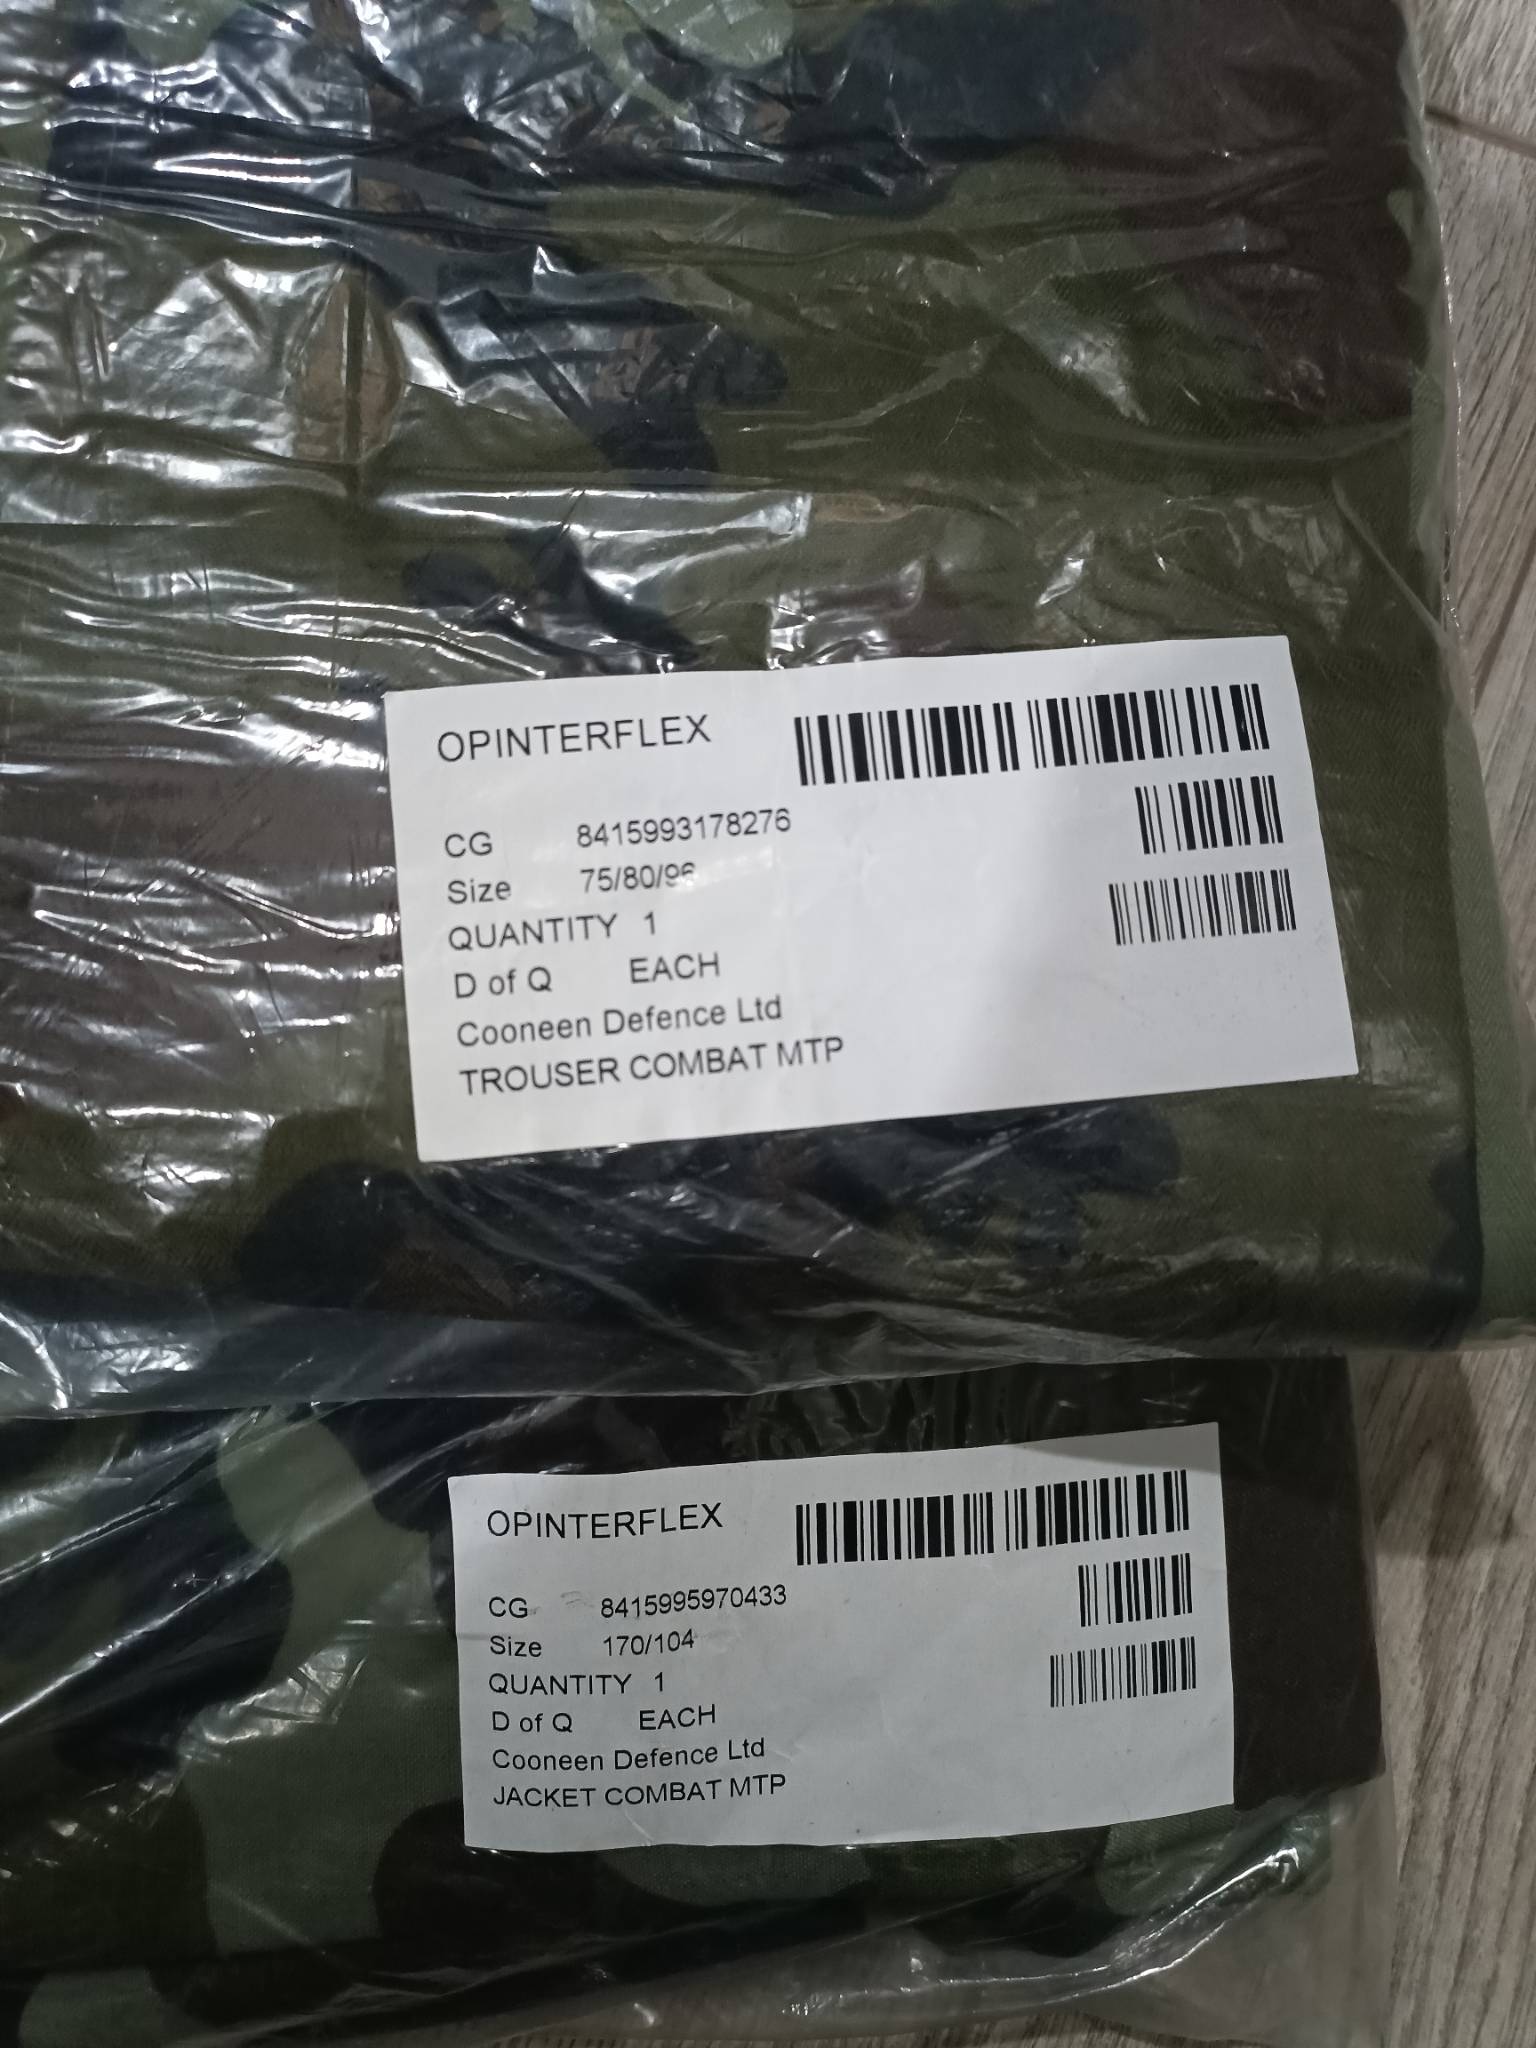 OPINTERFLEX
CG 8415993178276
Size 75/80/96
QUANTITY 1
D of Q EACH
Cooneen Defence Ltd
TROUSER COMBAT MTP
OPINTERFLEX
CG 8415995970433
Size 170/104
QUANTITY 1
D of Q EACH
Cooneen Defence Ltd
JACKET COMBAT MTP